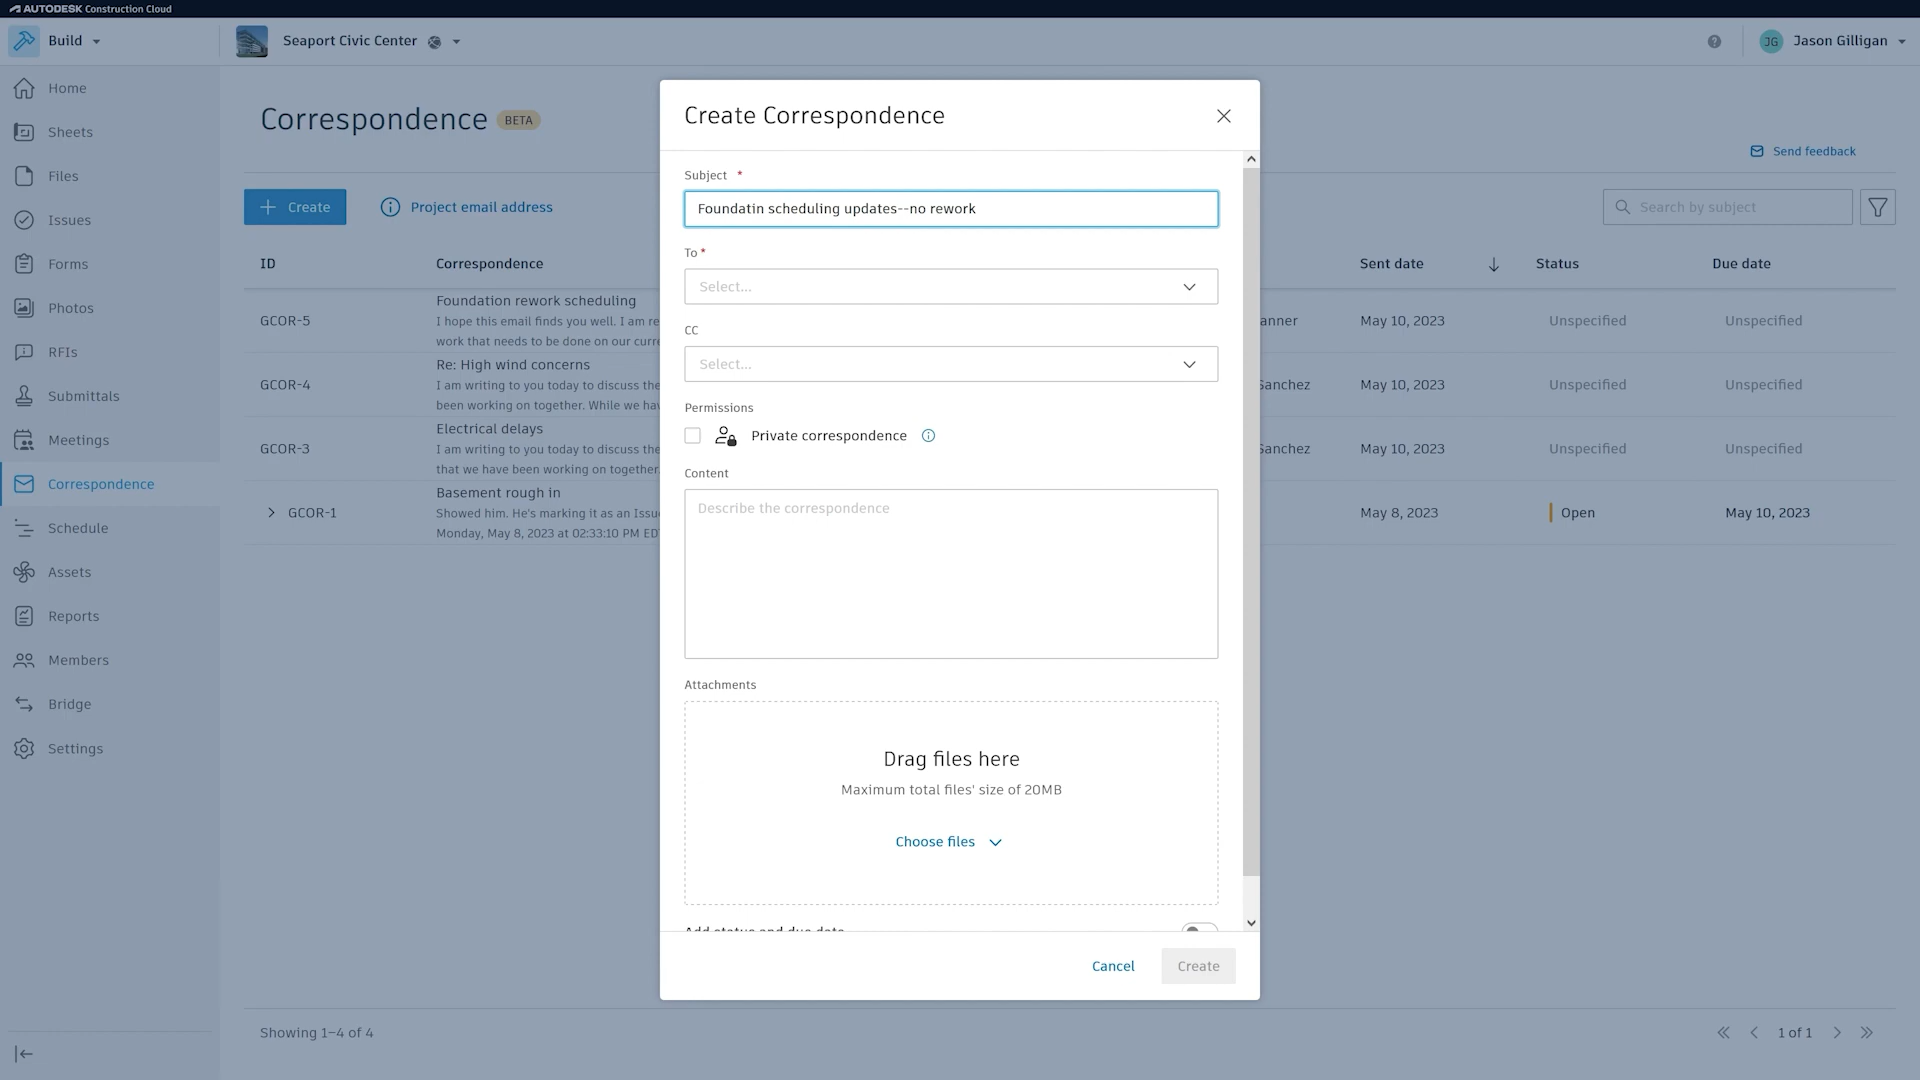 AUTODESK Construction Cloud
Build
Seaport Civic Center
JG Jason Gilligan
Home
Sheets
Files
Issues
Forms
Photos
RFIs
Submittals
Meetings
Correspondence
Schedule
Assets
Reports
Members
Bridge
Settings
Correspondence BETA
Send feedback
Create
Project email address
Search by subject
ID Correspondence Sent date Status Due date
Foundation rework scheduling
GCOR-5 I hope this email finds you well. I am re anner May 10, 2023 Unspecified Unspecified
work that needs to be done on our curre
Re: High wind concerns
GCOR-4 I am writing to you today to discuss the Sanchez May 10, 2023 Unspecified Unspecified
been working on together. While we hav
Electrical delays
GCOR-3 I am writing to you today to discuss the Sanchez May 10, 2023 Unspecified Unspecified
that we have been working on together.
Basement rough in
GCOR-1 Showed him. He's marking it as an Issu May 8, 2023 Open May 10, 2023
Monday, May 8, 2023 at 02:33:10 PM ED
Showing 1–4 of 4
1 of 1
Create Correspondence
Subject *
Foundatin scheduling updates--no rework
To *
Select...
CC
Select...
Permissions
Private correspondence
Content
Describe the correspondence
Attachments
Drag files here
Maximum total files' size of 20MB
Choose files
Add status and due date
Cancel Create